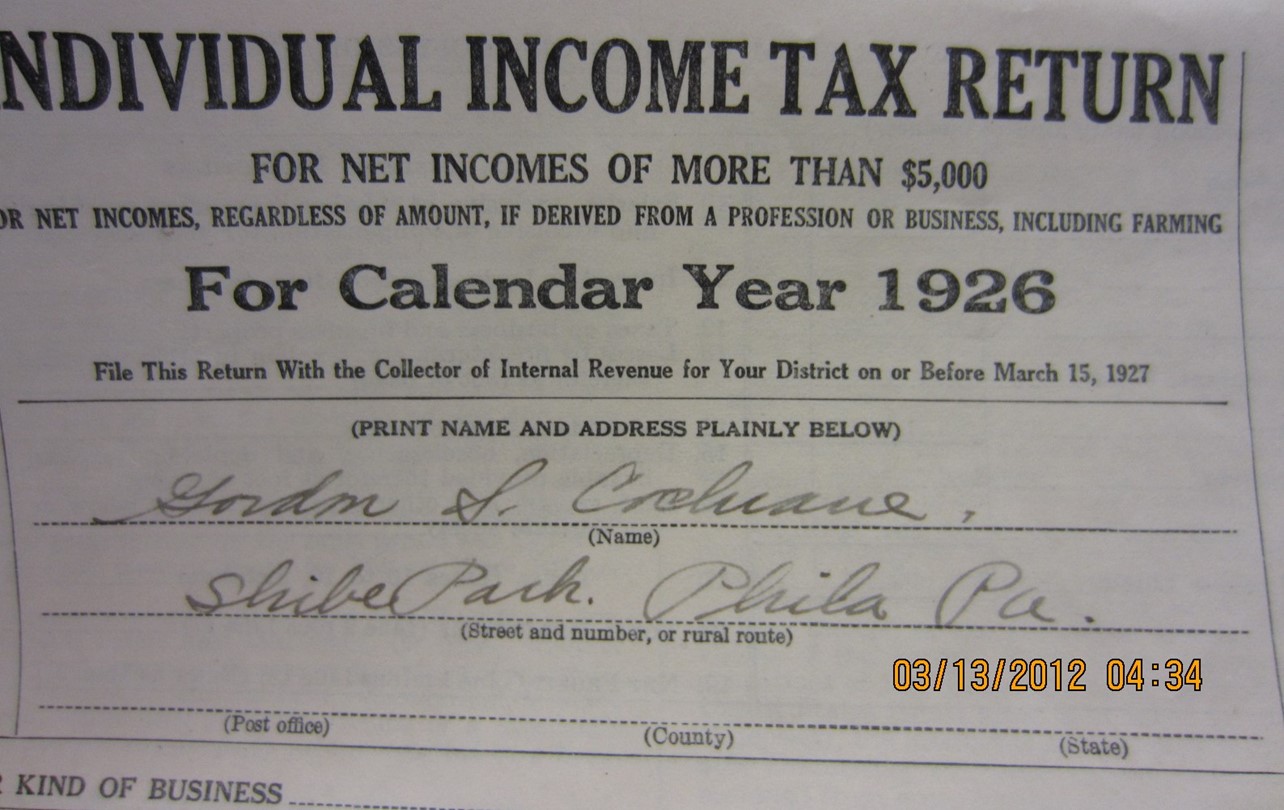 NDIVIDUAL INCOME TAX RETURN
FOR NET INCOMES OF MORE THAN $5,000
OR NET INCOMES, REGARDLESS OF AMOUNT, IF DERIVED FROM A PROFESSION OR BUSINESS, INCLUDING FARMING
For Calendar Year 1926
File This Return With the Collector of Internal Revenue for Your District on or Before March 15, 1927
(PRINT NAME AND ADDRESS PLAINLY BELOW)
Gordon S. Cochrane,
(Name)
Shibe Park. Phila Pa.
(Street and number, or rural route)
03/13/2012 04:34
(Post office) (County) (State)
R KIND OF BUSINESS